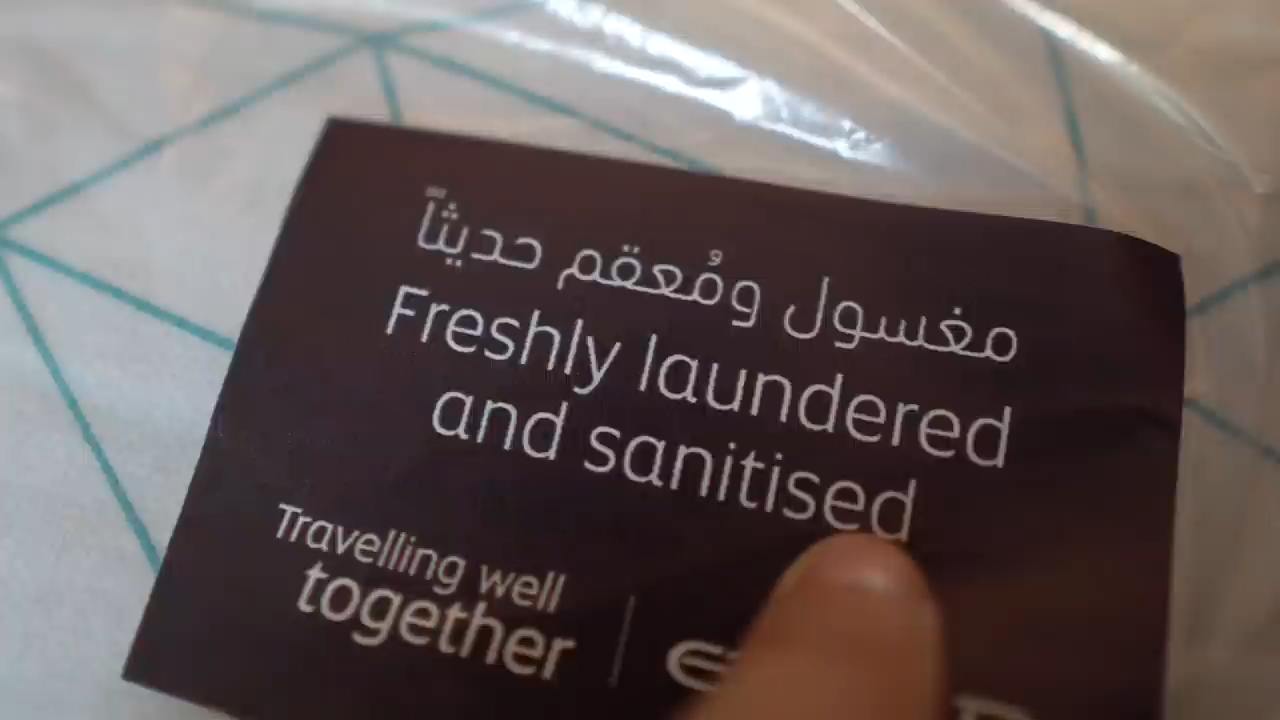 مغسول ومُعقم حديثاً
Freshly laundered
and sanitised
Travelling well
together